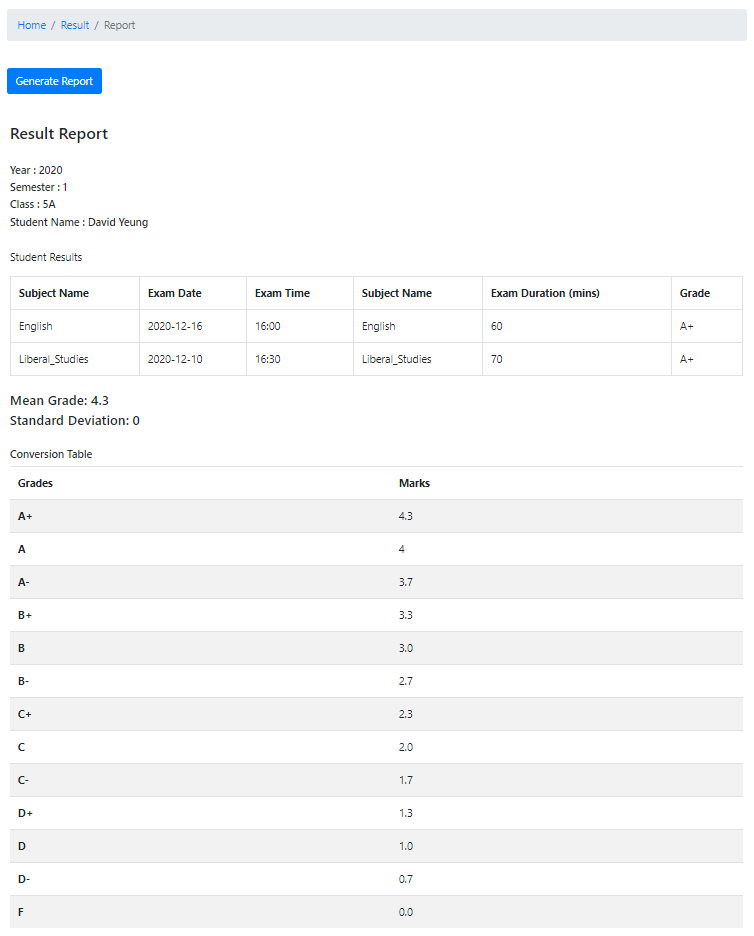 Home / Result / Report
Generate Report
Result Report
Year : 2020
Semester : 1
Class : 5A
Student Name : David Yeung
Student Results
Subject Name Exam Date Exam Time Subject Name Exam Duration (mins) Grade
English 2020-12-16 16:00 English 60 A+
Liberal_Studies 2020-12-10 16:30 Liberal_Studies 70 A+
Mean Grade: 4.3
Standard Deviation: 0
Conversion Table
Grades Marks
A+ 4.3
A 4
A- 3.7
B+ 3.3
B 3.0
B- 2.7
C+ 2.3
C 2.0
C- 1.7
D+ 1.3
D 1.0
D- 0.7
F 0.0